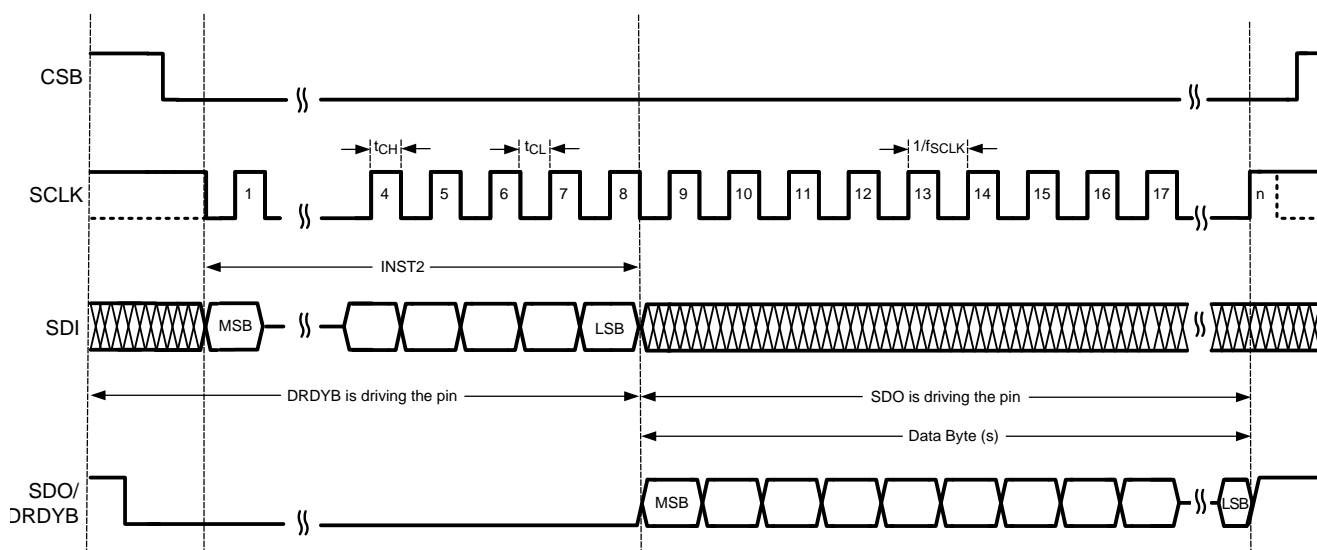 CSB
tCH
tCL
1/fSCLK
SCLK
1
4
5
6
7
8
9
10
11
12
13
14
15
16
17
n
INST2
SDI
MSB
LSB
DRDYB is driving the pin
SDO is driving the pin
Data Byte (s)
SDO/
DRDYB
MSB
LSB